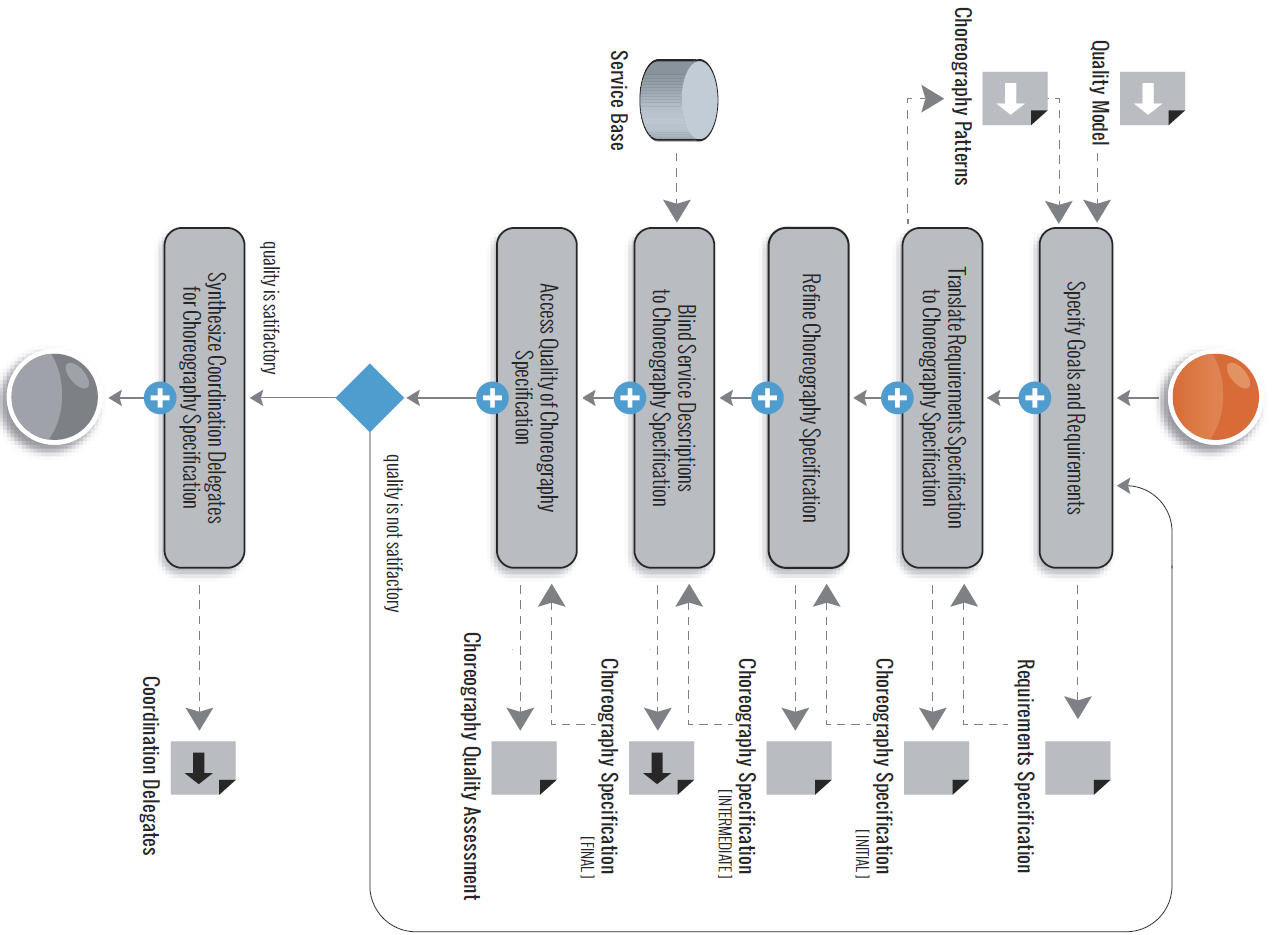 Quality Model
Choreography Patterns
Specify Goals and Requirements
Requirements Specification
Translate Requirements Specification
to Choreography Specification
Choreography Specification
[INITIAL]
Refine Choreography Specification
Choreography Specification
[INTERMEDIATE]
Service Base
Blind Service Descriptions
to Choreography Specification
Choreography Specification
[FINAL]
Access Quality of Choreography
Specification
Choreography Quality Assessment
quality is not satifactory
quality is satifactory
Synthesize Coordination Delegates
for Choreography Specification
Coordination Delegates